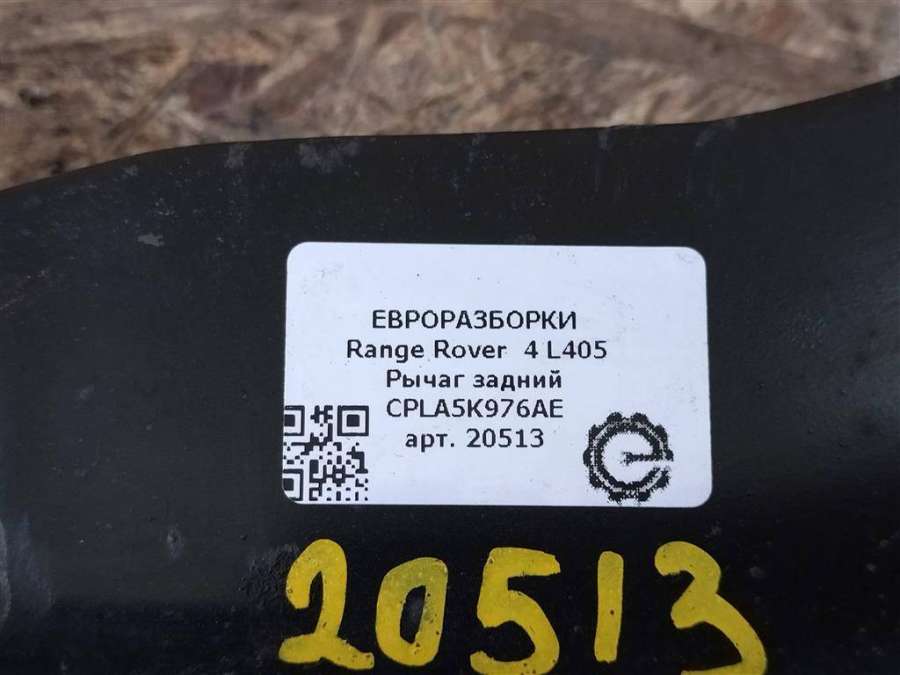 ЕВРОРАЗБОРКИ
Range Rover 4 L405
Рычаг задний
CPLA5K976AE
арт. 20513
20513